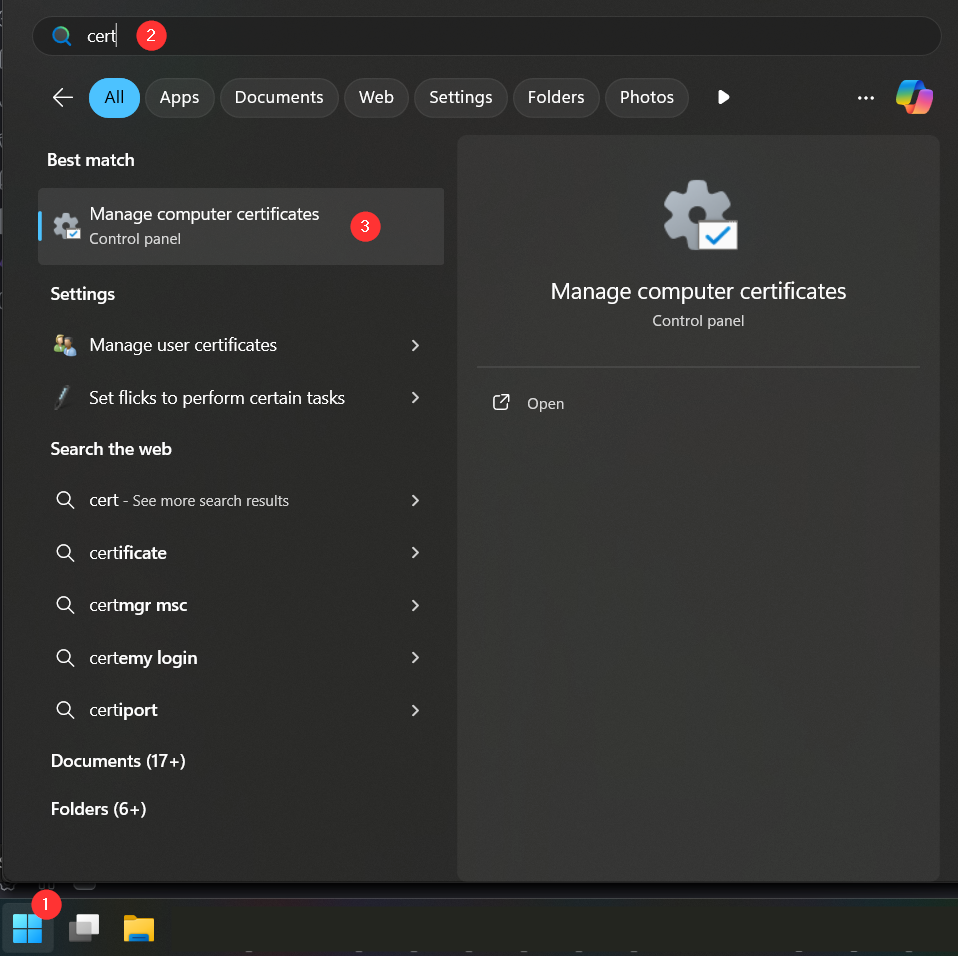 cert
2
All
Apps
Documents
Web
Settings
Folders
Photos
Best match
Manage computer certificates
Control panel
3
Settings
Manage user certificates
Set flicks to perform certain tasks
Search the web
cert - See more search results
certificate
certmgr msc
certemy login
certiport
Documents (17+)
Folders (6+)
Manage computer certificates
Control panel
Open
1